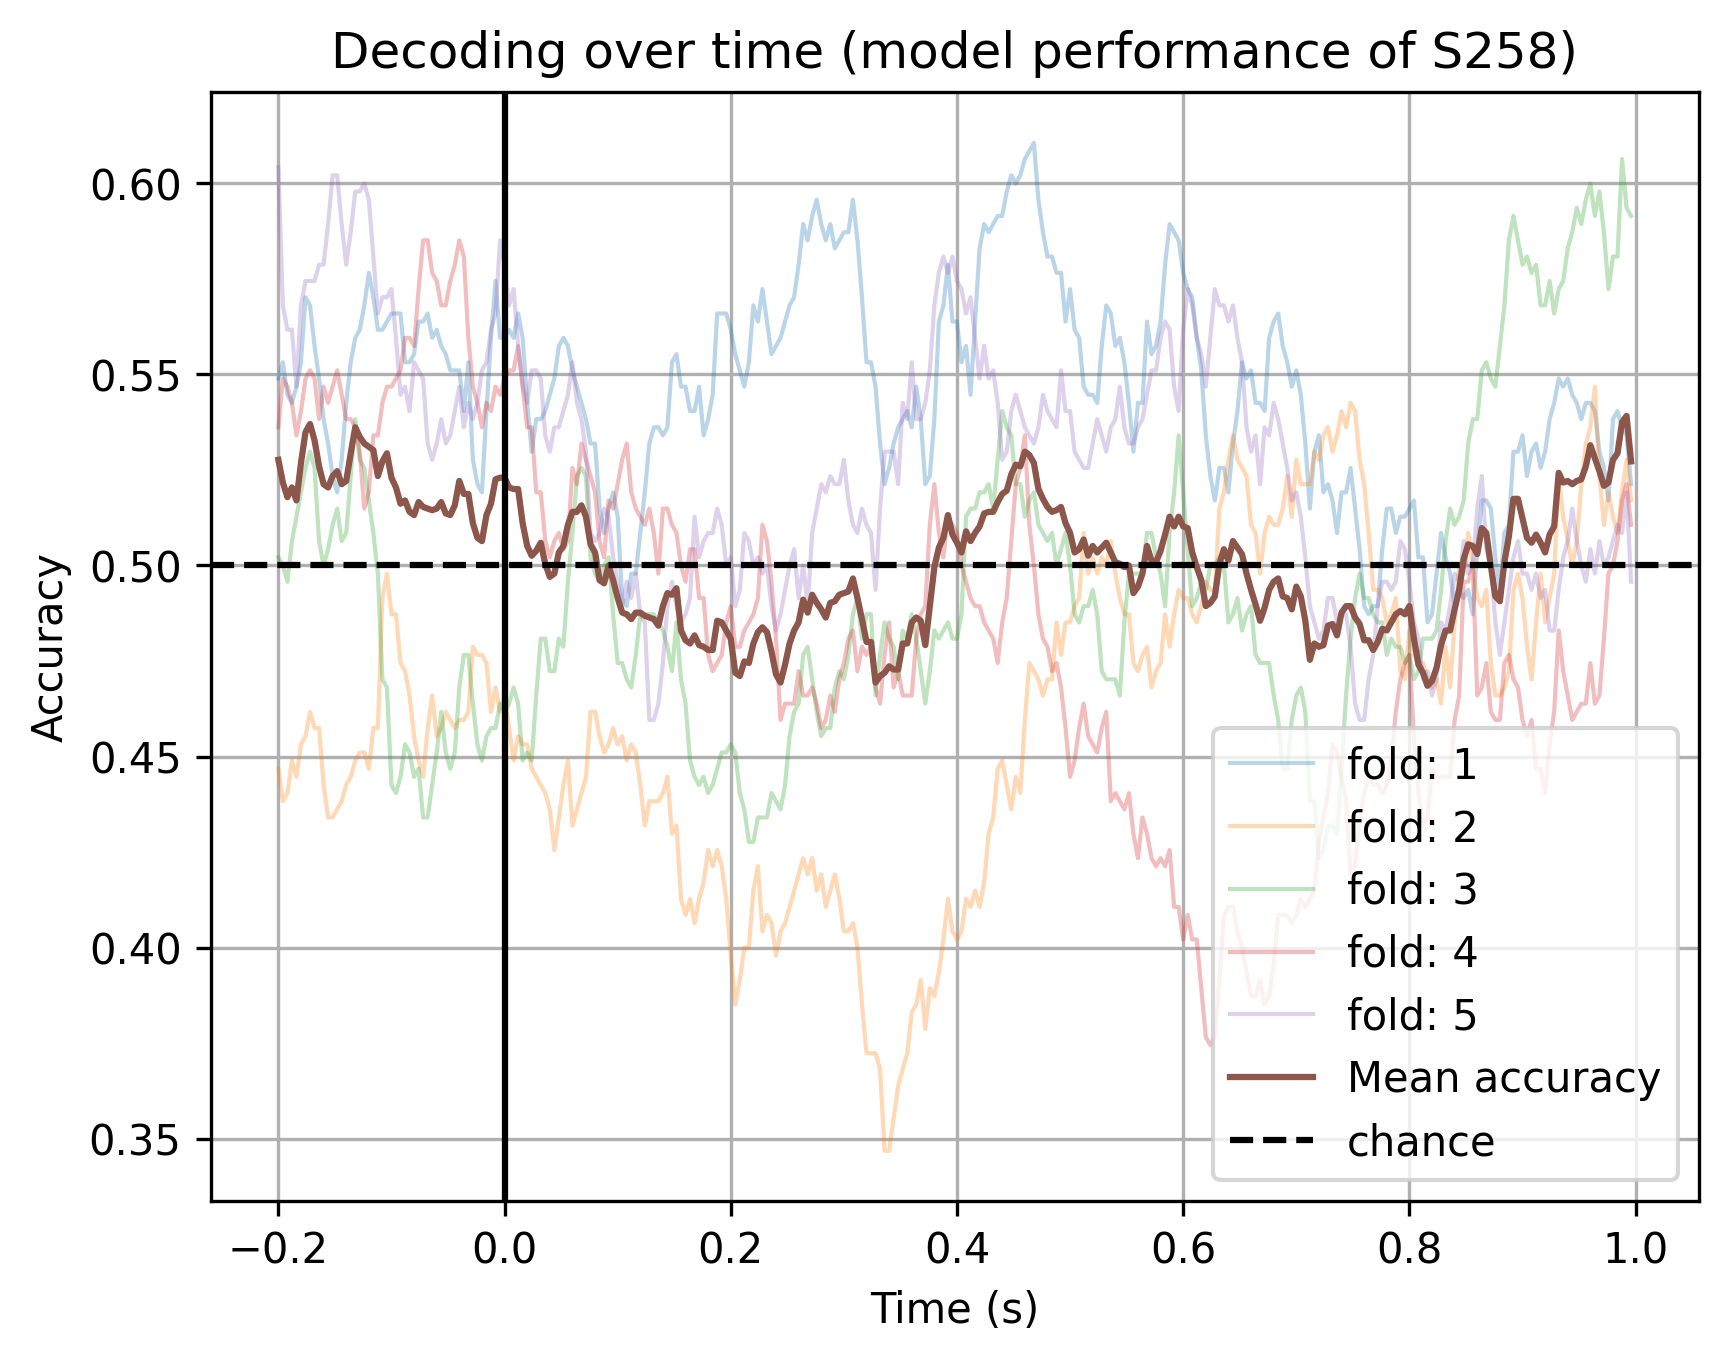 Decoding over time (model performance of S258)
0.60
0.55
0.50
0.45
0.40
0.35
Accuracy
fold: 1
fold: 2
fold: 3
fold: 4
fold: 5
Mean accuracy
chance
−0.2 0.0 0.2 0.4 0.6 0.8 1.0
Time (s)